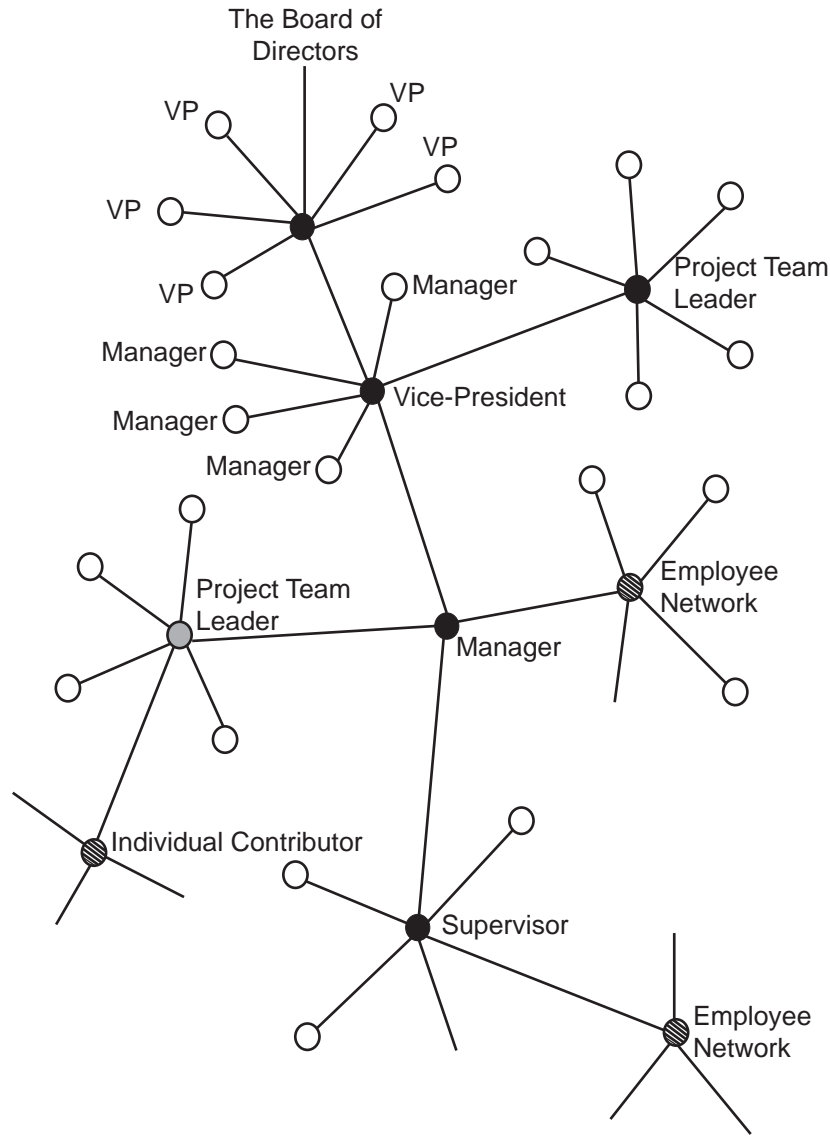 The Board of
Directors
VP
VP
VP
VP
VP
Project Team
Leader
Manager
Manager
Vice-President
Manager
Manager
Employee
Network
Project Team
Leader
Manager
Individual Contributor
Supervisor
Employee
Network